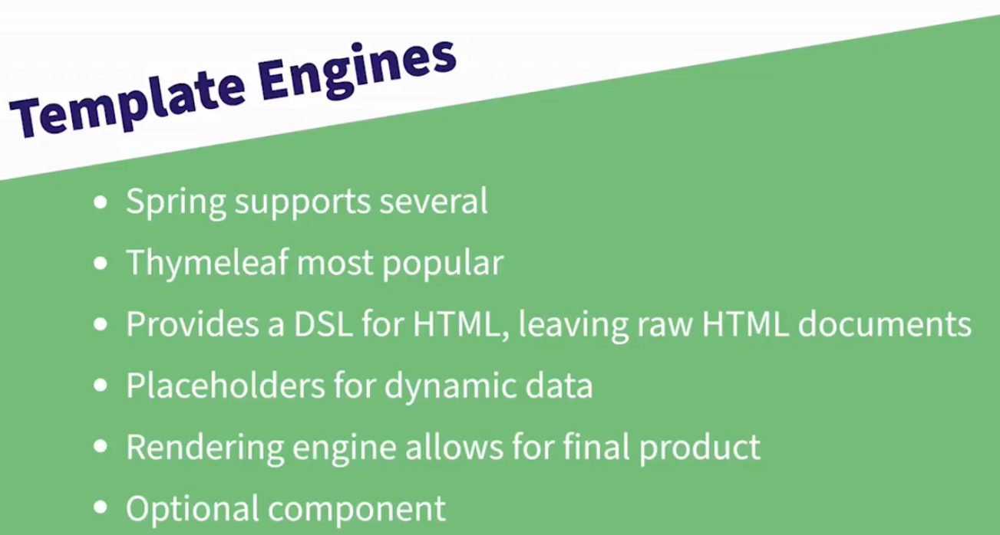 Template Engines
• Spring supports several
• Thymeleaf most popular
• Provides a DSL for HTML, leaving raw HTML documents
• Placeholders for dynamic data
• Rendering engine allows for final product
• Optional component